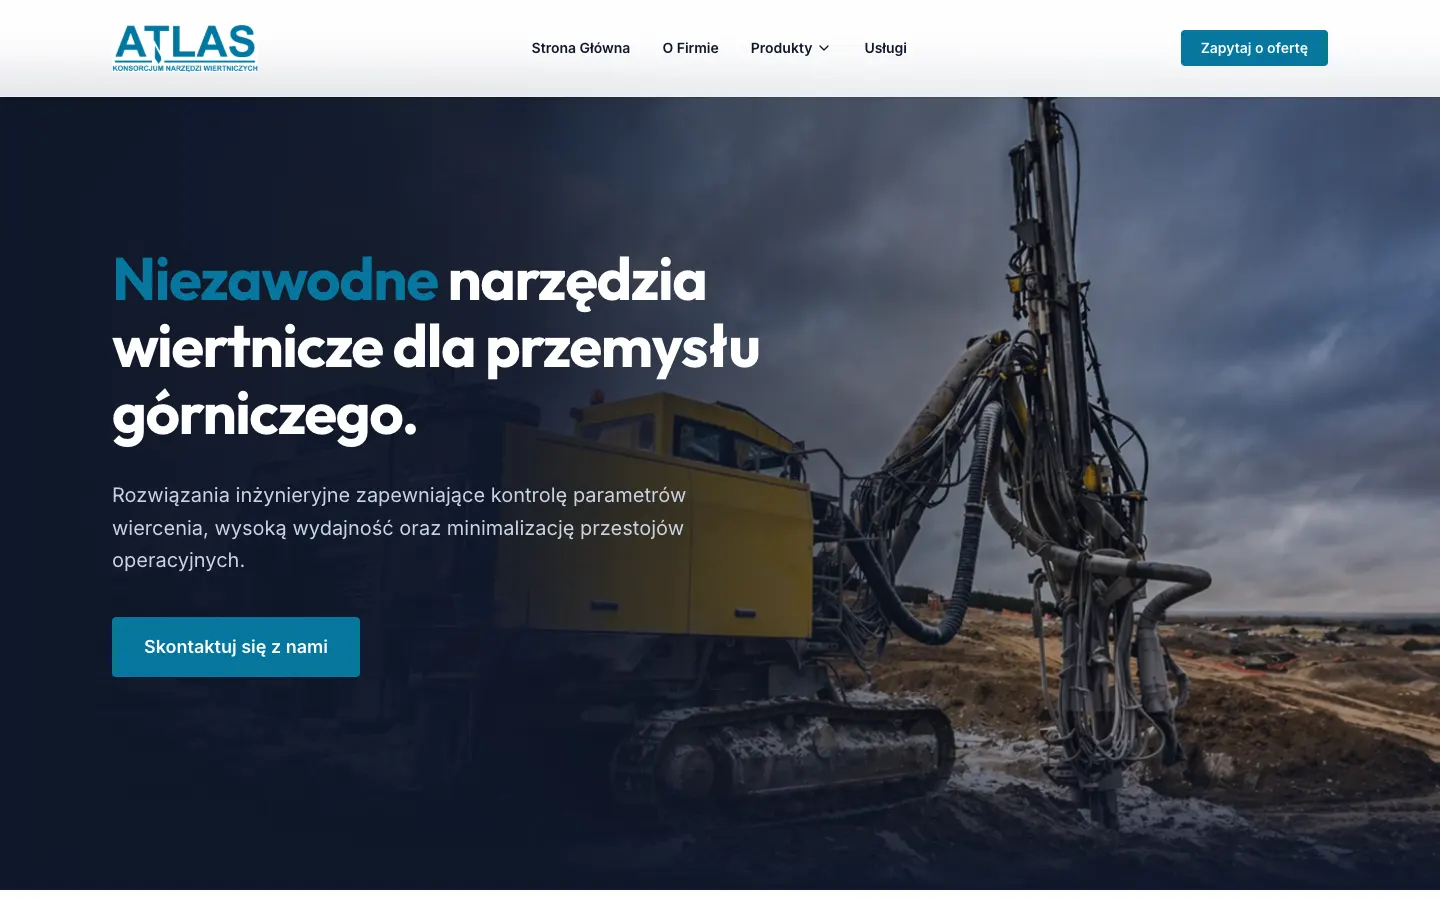 ATLAS
KONSORCJUM NARZĘDZI WIERTNICZYCH
Strona Główna
O Firmie
Produkty
Usługi
Zapytaj o ofertę
Niezawodne narzędzia
wiertnicze dla przemysłu
górniczego.
Rozwiązania inżynieryjne zapewniające kontrolę parametrów
wiercenia, wysoką wydajność oraz minimalizację przestojów
operacyjnych.
Skontaktuj się z nami